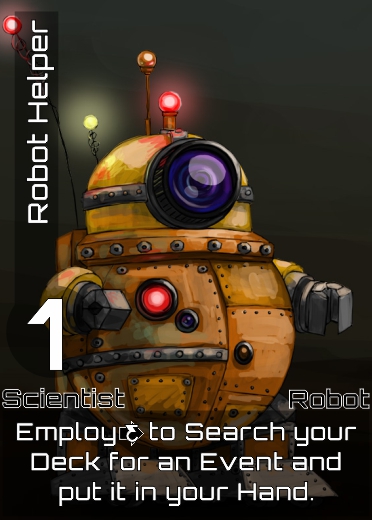 Robot Helper
1
Scientist Robot
Employ to Search your
Deck for an Event and
put it in your Hand.